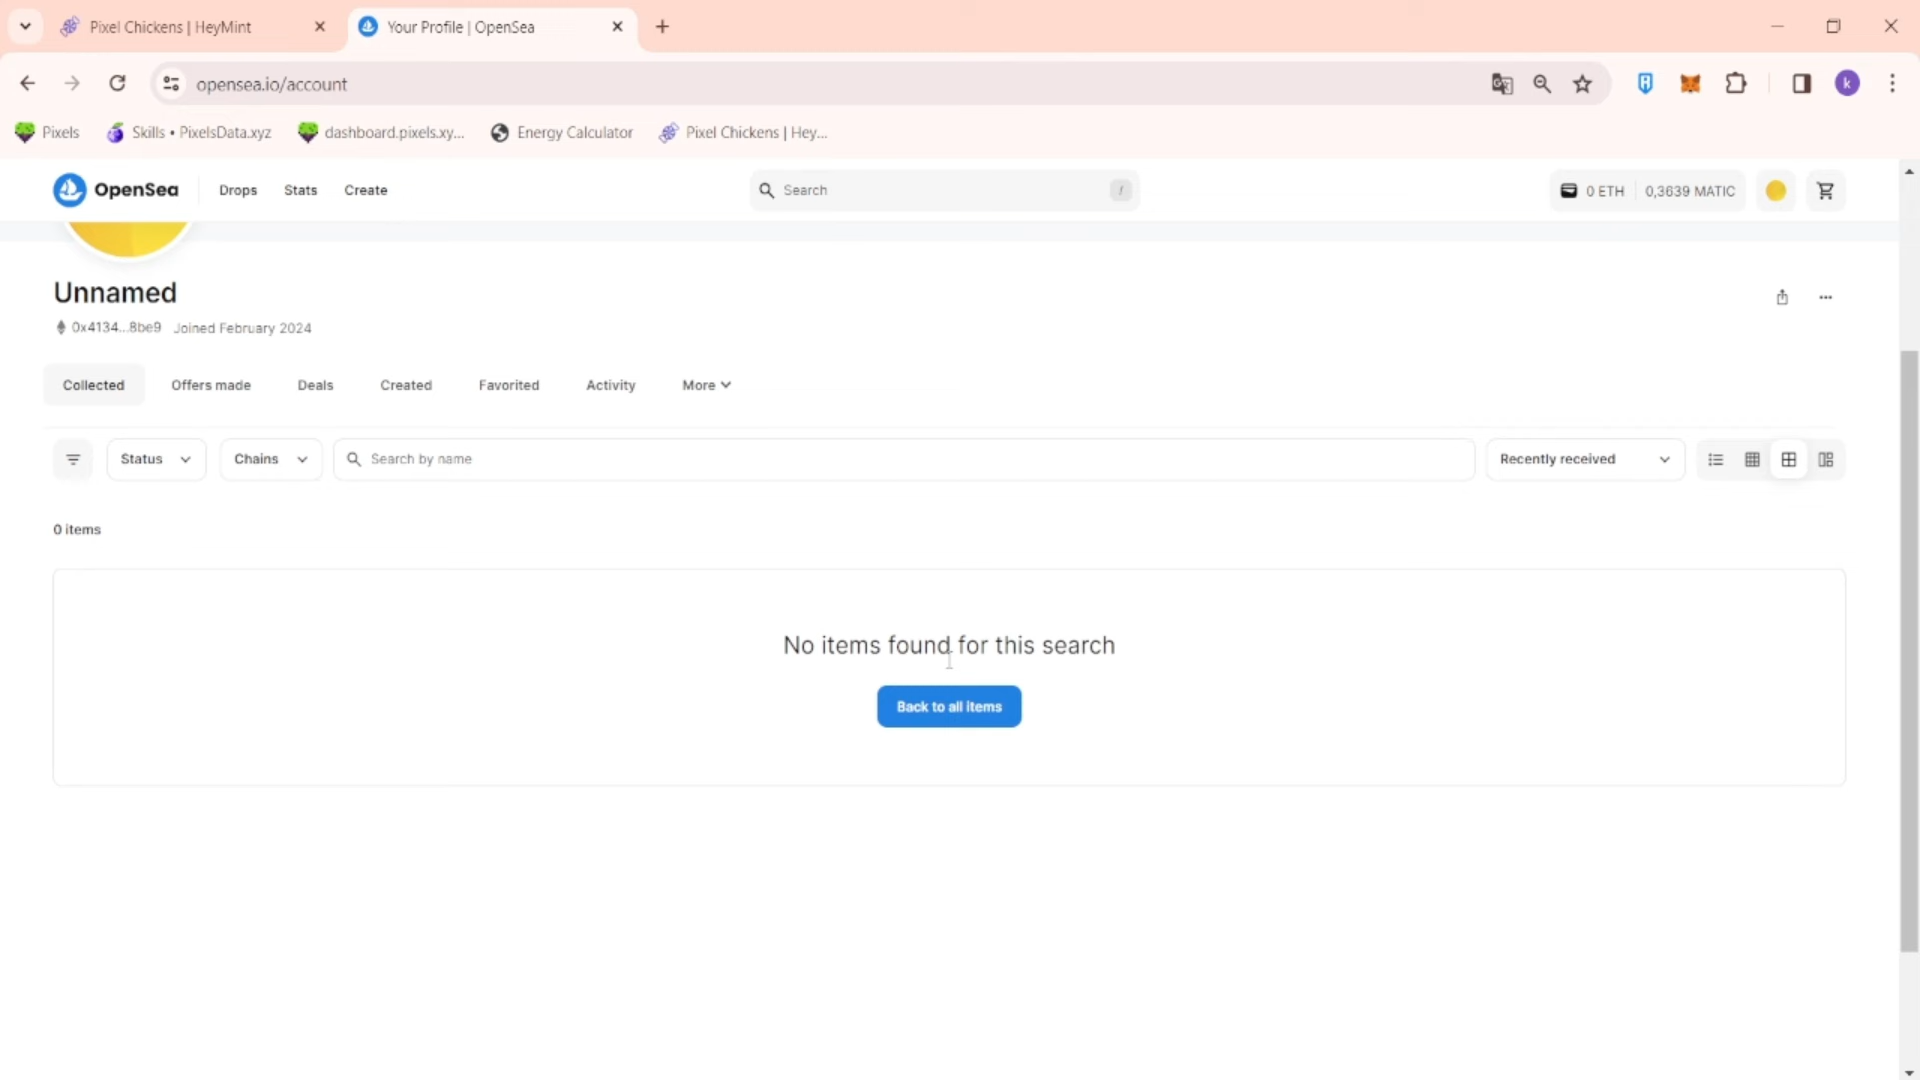 Pixel Chickens | HeyMint
Your Profile | OpenSea
opensea.io/account
k
Pixels
Skills • PixelsData.xyz
dashboard.pixels.xy...
Energy Calculator
Pixel Chickens | Hey...
OpenSea
Drops
Stats
Create
Search
/
0 ETH
0,3639 MATIC
Unnamed
0x4134...8be9 Joined February 2024
Collected
Offers made
Deals
Created
Favorited
Activity
More
Status
Chains
Search by name
Recently received
0 items
No items found for this search
Back to all items